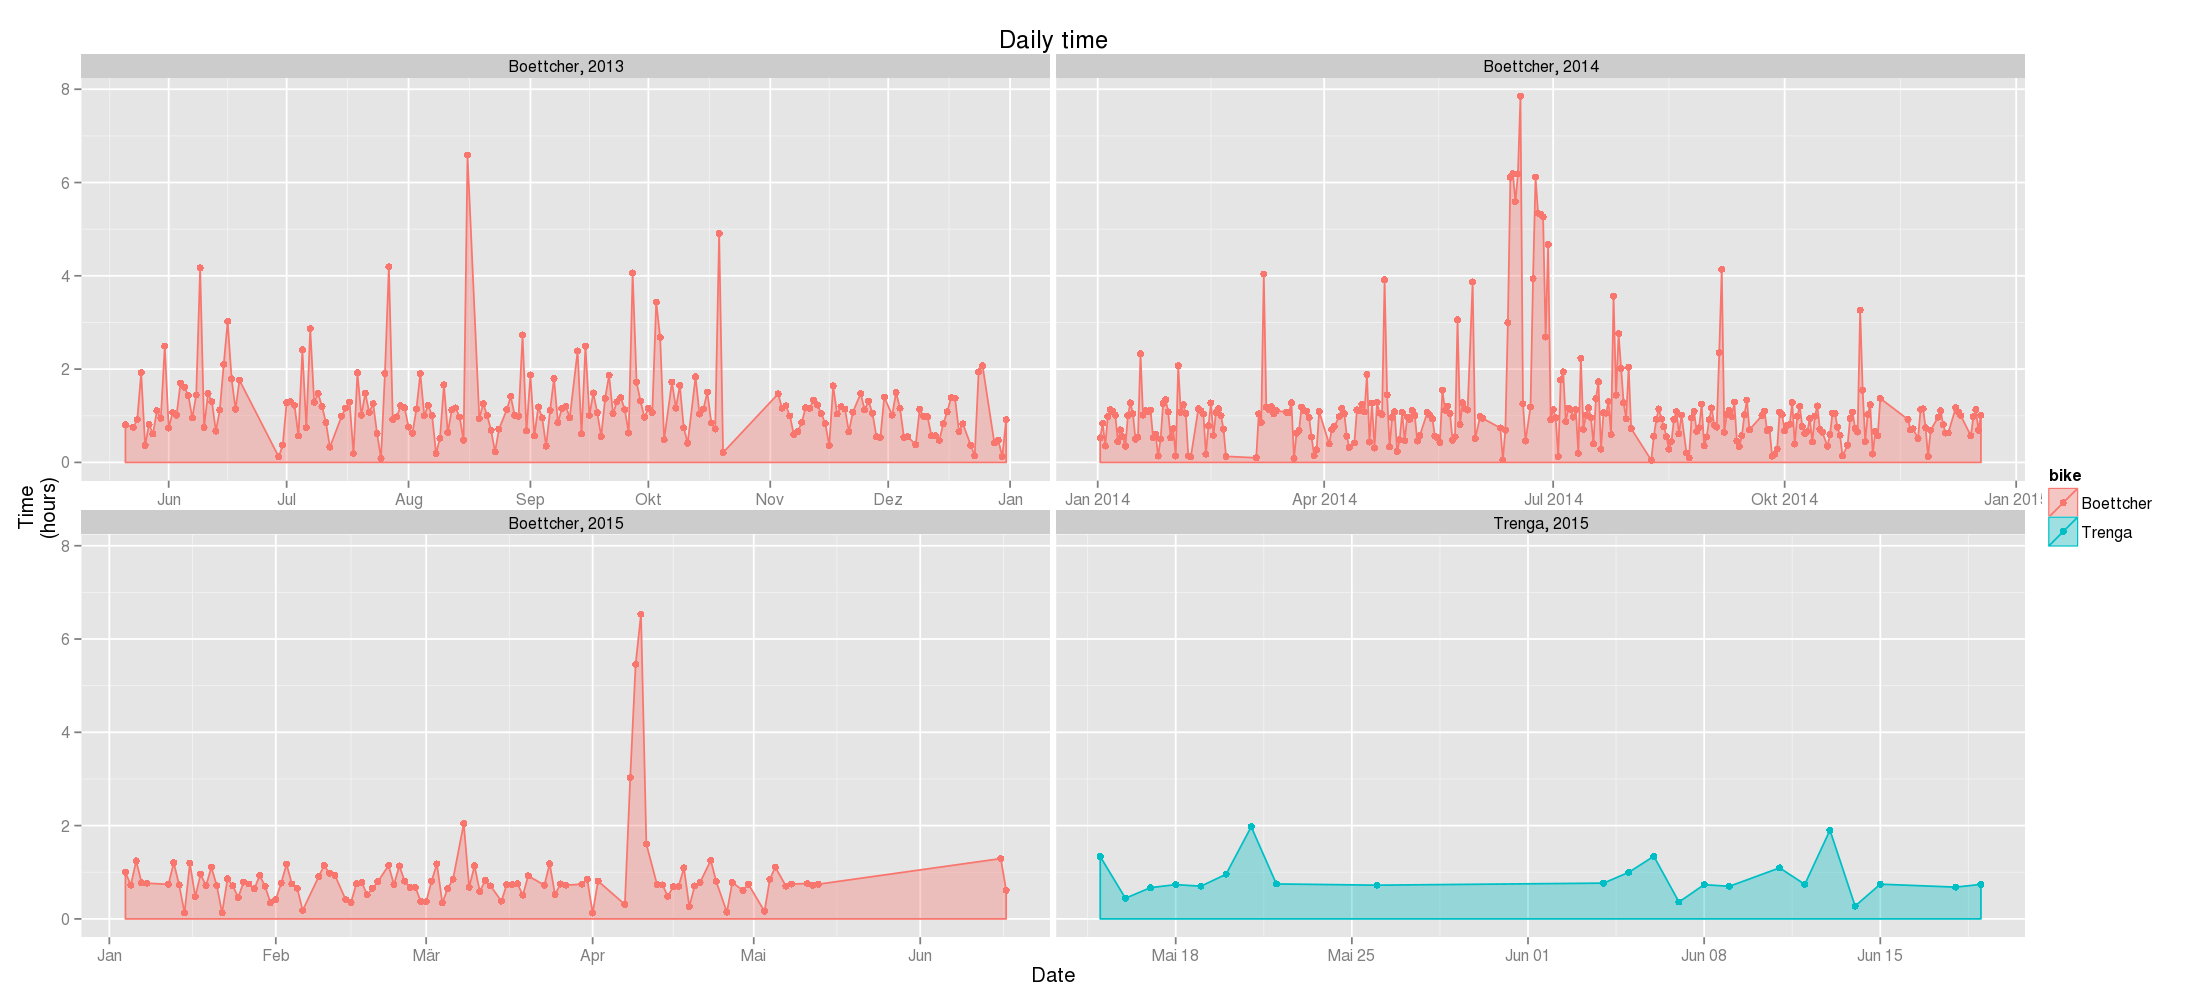 Daily time
Boettcher, 2013
Boettcher, 2014
8
6
4
2
0
Jun Jul Aug Sep Okt Nov Dez Jan
Jan 2014 Apr 2014 Jul 2014 Okt 2014 Jan 201
Time
(hours)
Boettcher, 2015
Trenga, 2015
8
6
4
2
0
Jan Feb Mär Apr Mai Jun
Mai 18 Mai 25 Jun 01 Jun 08 Jun 15
Date
bike
Boettcher
Trenga